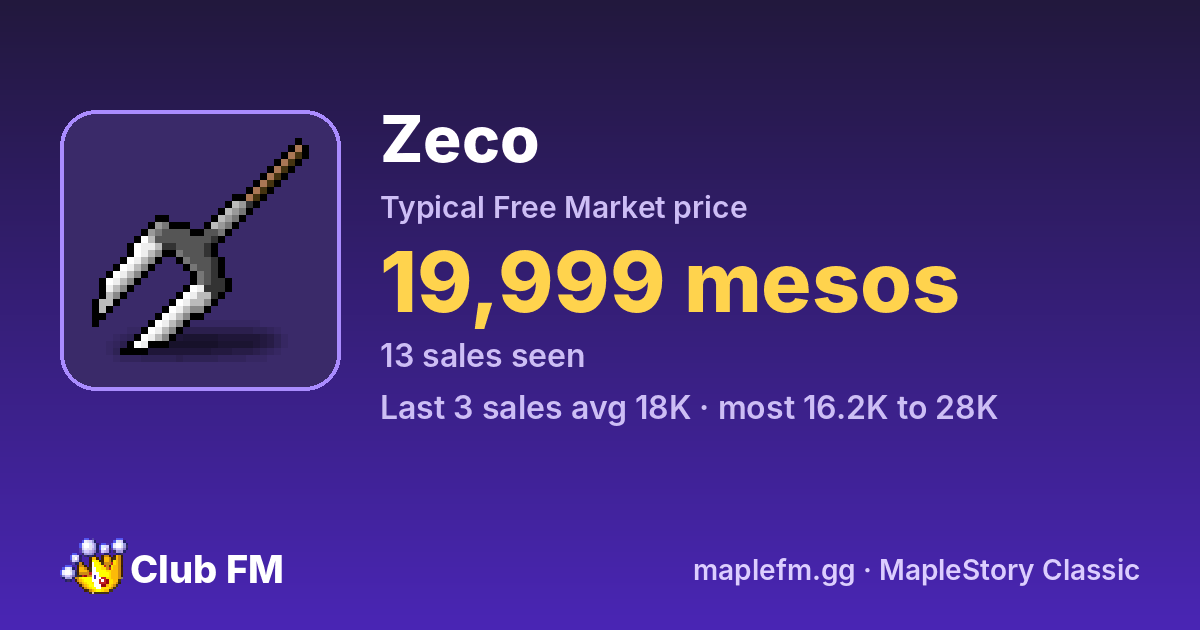 Zeco
Typical Free Market price
19,999 mesos
13 sales seen
Last 3 sales avg 18K · most 16.2K to 28K
Club FM
maplefm.gg · MapleStory Classic